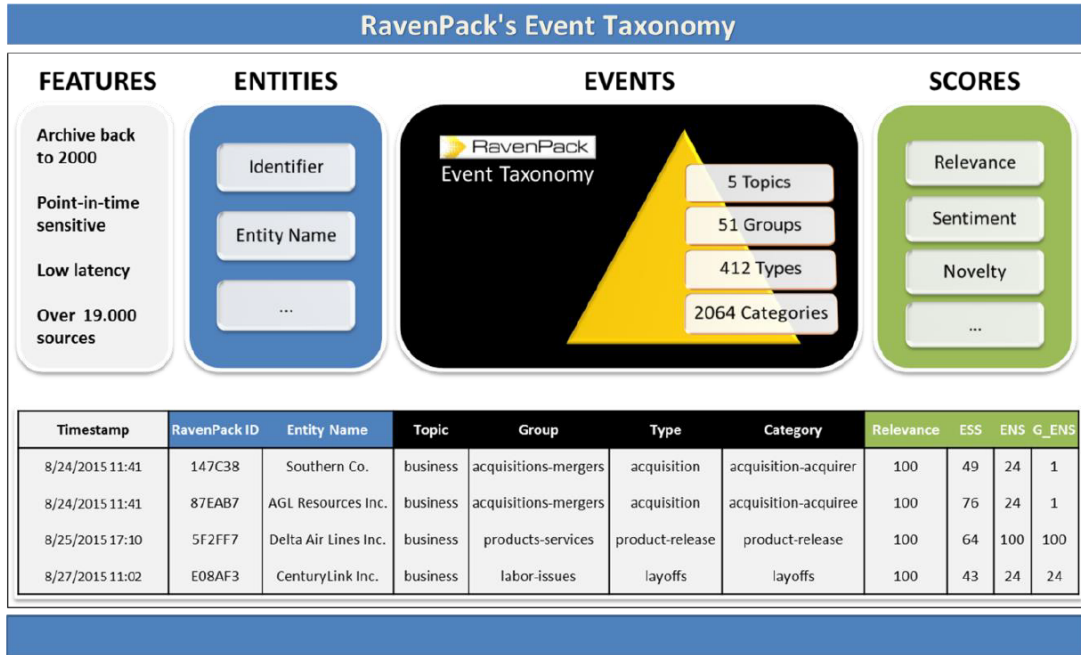 RavenPack's Event Taxonomy
FEATURES
Archive back
to 2000
Point-in-time
sensitive
Low latency
Over 19.000
sources
ENTITIES
Identifier
Entity Name
...
EVENTS
RavenPack
Event Taxonomy
5 Topics
51 Groups
412 Types
2064 Categories
SCORES
Relevance
Sentiment
Novelty
...
Timestamp RavenPack ID Entity Name Topic Group Type Category Relevance ESS ENS G_ENS
8/24/2015 11:41 147C38 Southern Co. business acquisitions-mergers acquisition acquisition-acquirer 100 49 24 1
8/24/2015 11:41 87EAB7 AGL Resources Inc. business acquisitions-mergers acquisition acquisition-acquiree 100 76 24 1
8/25/2015 17:10 5F2FF7 Delta Air Lines Inc. business products-services product-release product-release 100 64 100 100
8/27/2015 11:02 E08AF3 CenturyLink Inc. business labor-issues layoffs layoffs 100 43 24 24